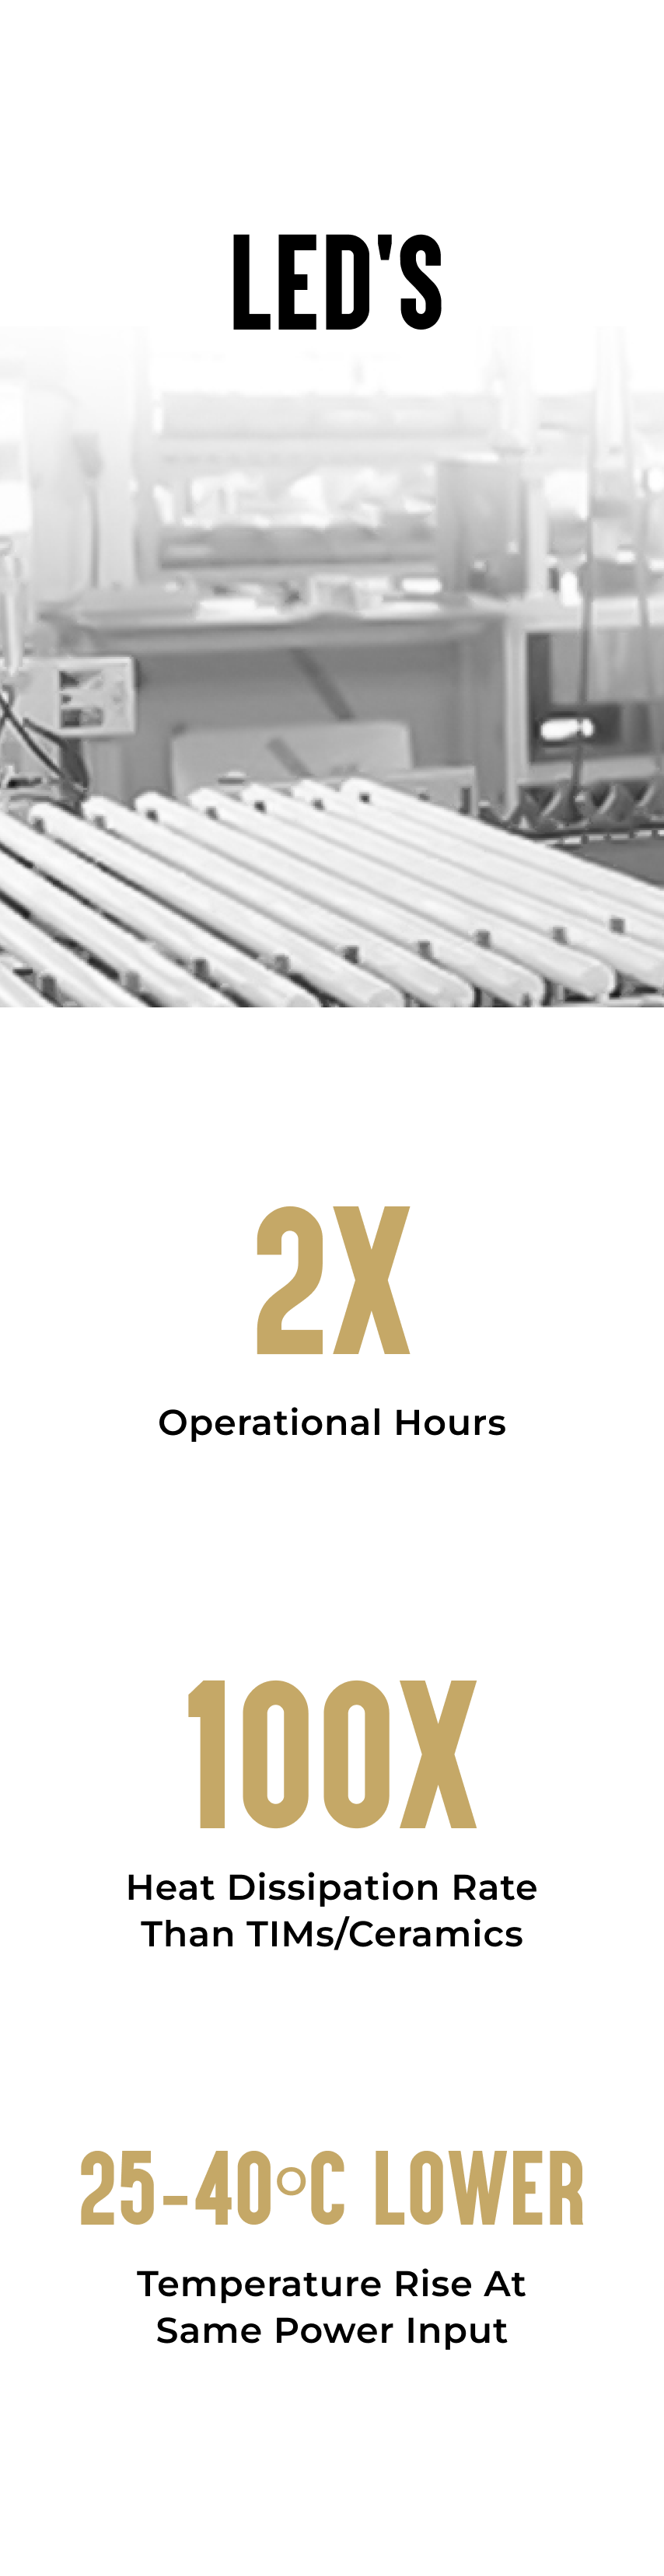 LED'S
2X
Operational Hours
100X
Heat Dissipation Rate
Than TIMs/Ceramics
25-40°C LOWER
Temperature Rise At
Same Power Input